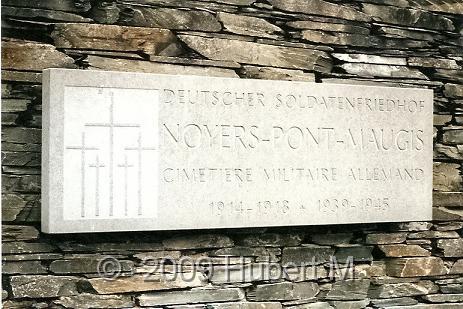 DEUTSCHER SOLDATENFRIEDHOF
NOYERS-PONT-MAUGIS
CIMETIERE MILITAIRE ALLEMAND
1914-1918 ★ 1939-1945
© 2009 Hubert M.